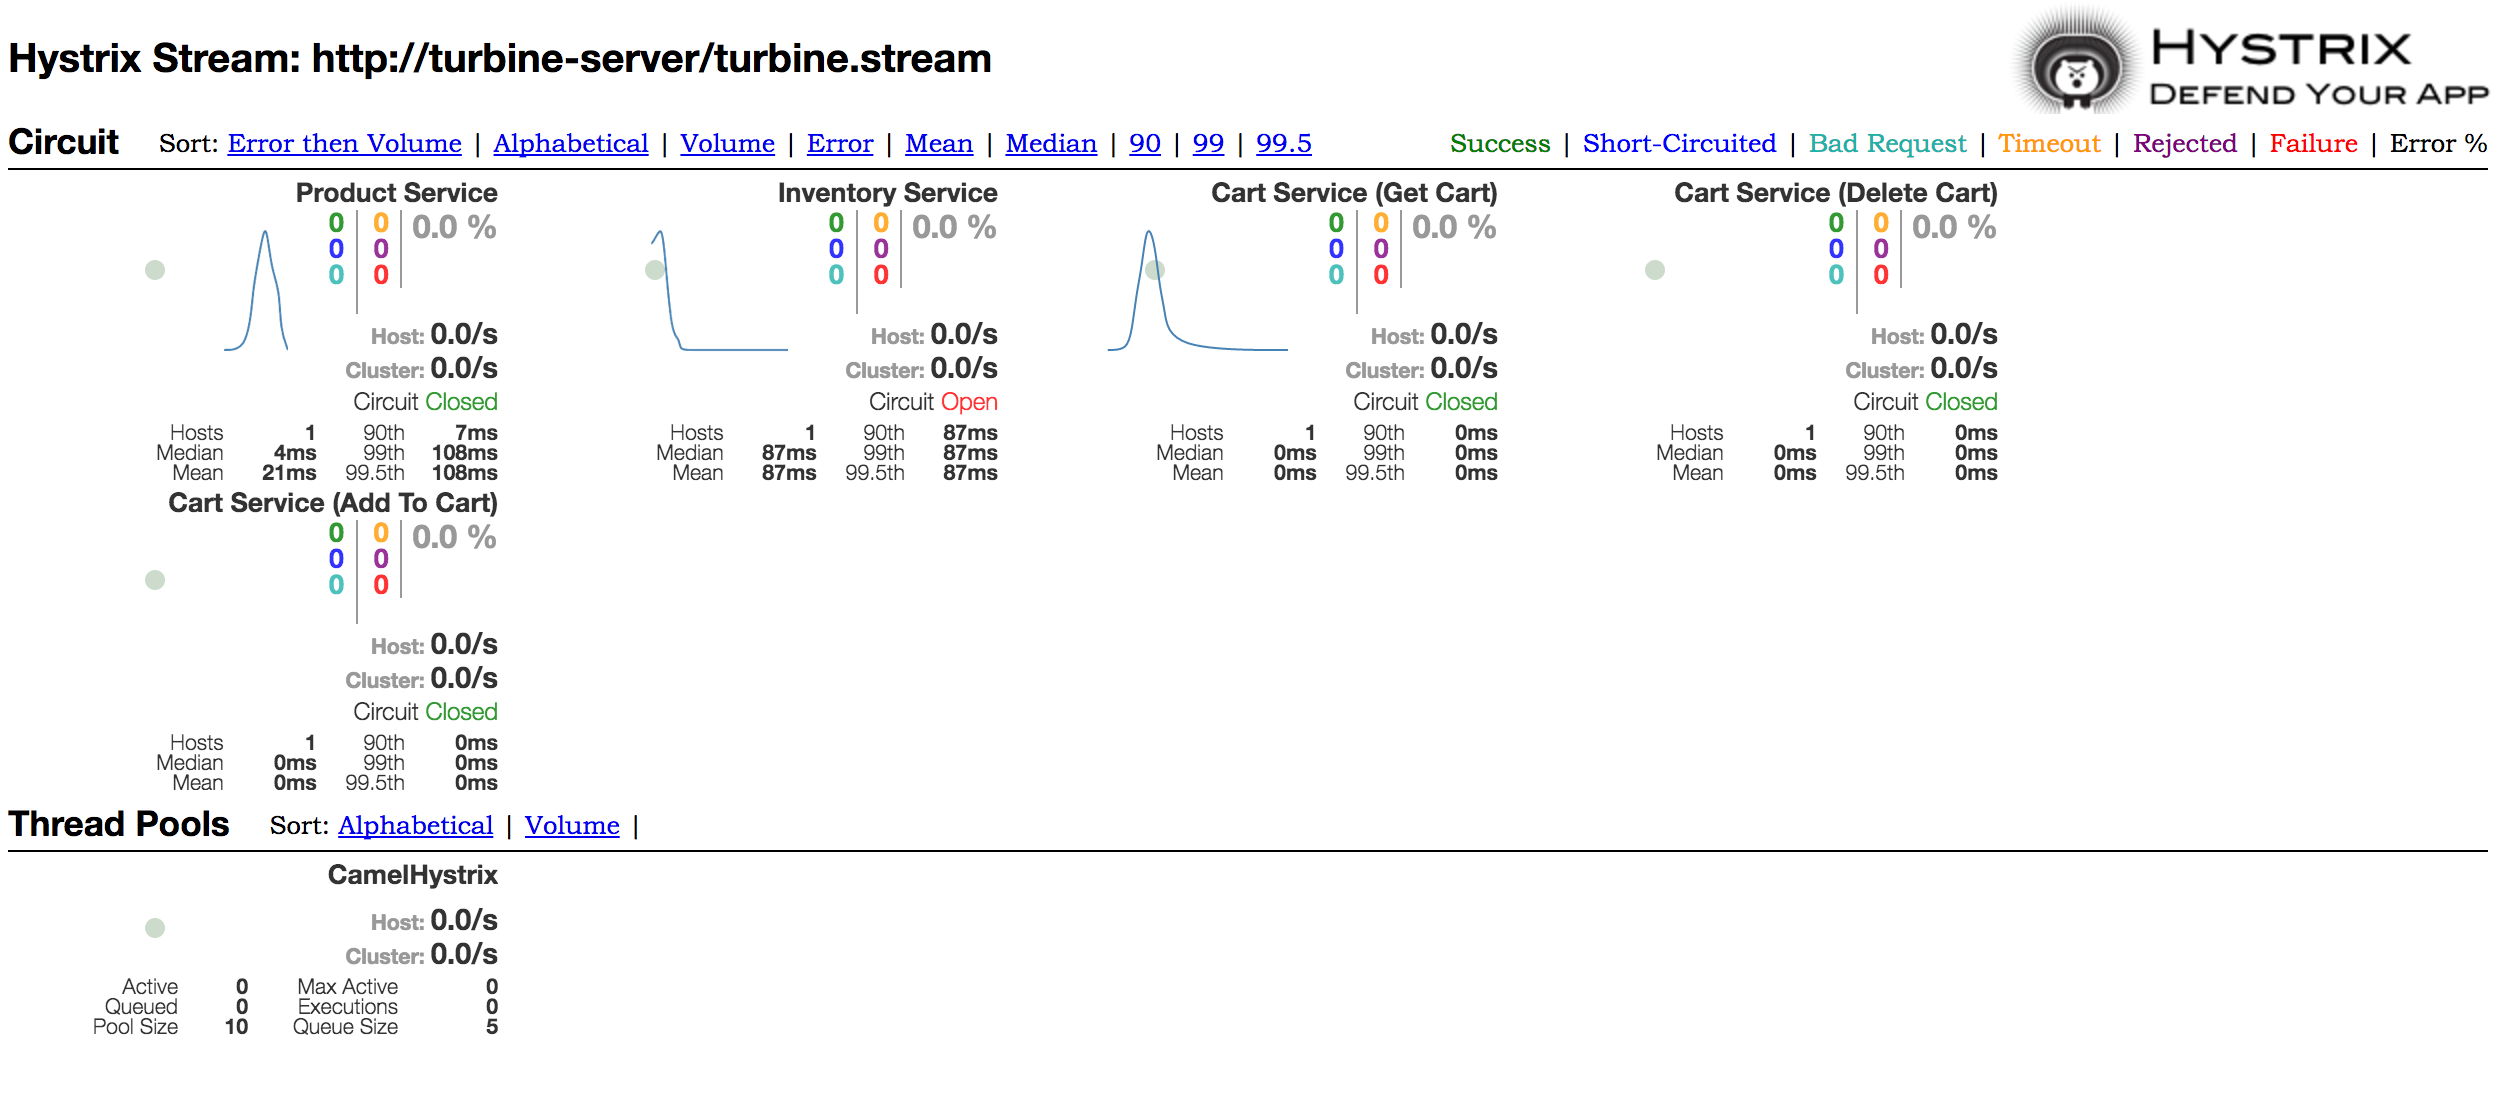 Hystrix Stream: http://turbine-server/turbine.stream
HYSTRIX
DEFEND YOUR APP
Circuit Sort: Error then Volume | Alphabetical | Volume | Error | Mean | Median | 90 | 99 | 99.5 Success | Short-Circuited | Bad Request | Timeout | Rejected | Failure | Error %
Product Service
0 0 0.0 %
0 0
0 0
Host: 0.0/s
Cluster: 0.0/s
Circuit Closed
Hosts 1 90th 7ms
Median 4ms 99th 108ms
Mean 21ms 99.5th 108ms
Inventory Service
0 0 0.0 %
0 0
0 0
Host: 0.0/s
Cluster: 0.0/s
Circuit Open
Hosts 1 90th 87ms
Median 87ms 99th 87ms
Mean 87ms 99.5th 87ms
Cart Service (Get Cart)
0 0 0.0 %
0 0
0 0
Host: 0.0/s
Cluster: 0.0/s
Circuit Closed
Hosts 1 90th 0ms
Median 0ms 99th 0ms
Mean 0ms 99.5th 0ms
Cart Service (Delete Cart)
0 0 0.0 %
0 0
0 0
Host: 0.0/s
Cluster: 0.0/s
Circuit Closed
Hosts 1 90th 0ms
Median 0ms 99th 0ms
Mean 0ms 99.5th 0ms
Cart Service (Add To Cart)
0 0 0.0 %
0 0
0 0
Host: 0.0/s
Cluster: 0.0/s
Circuit Closed
Hosts 1 90th 0ms
Median 0ms 99th 0ms
Mean 0ms 99.5th 0ms
Thread Pools Sort: Alphabetical | Volume |
CamelHystrix
Host: 0.0/s
Cluster: 0.0/s
Active 0 Max Active 0
Queued 0 Executions 0
Pool Size 10 Queue Size 5